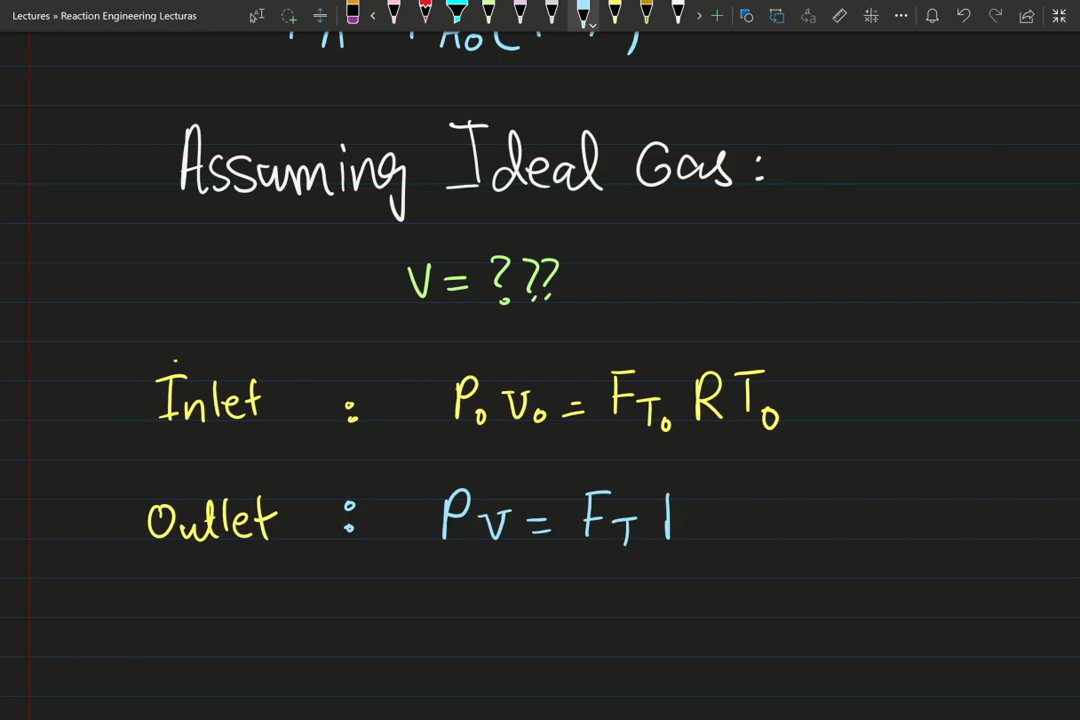 Lectures » Reaction Engineering Lecturas
Assuming Ideal Gas:
v = ???
Inlet : P₀ v₀ = F_T₀ R T₀
Outlet : P v = F_T